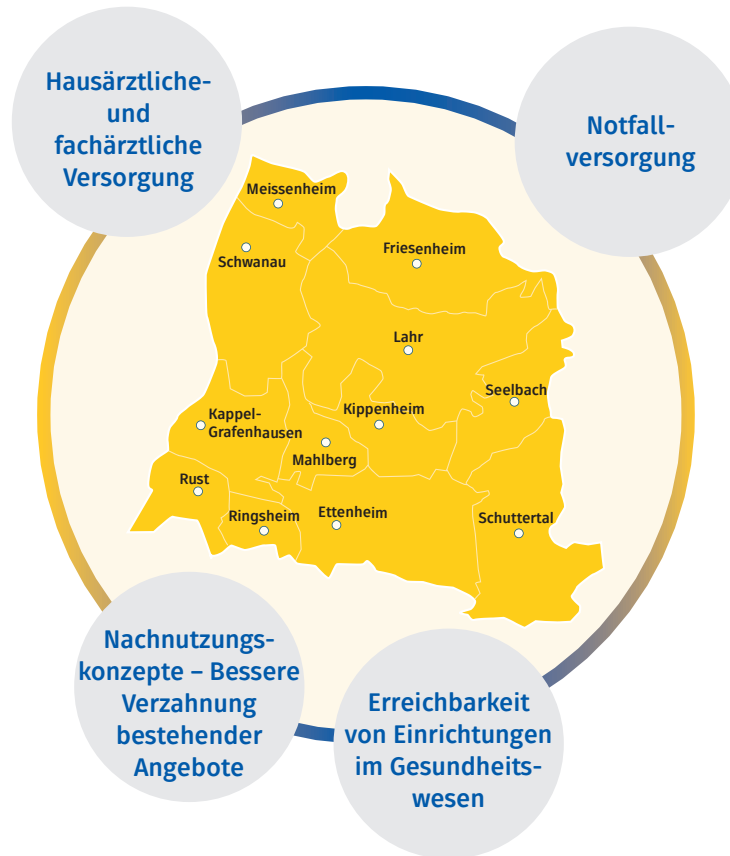 Hausärztliche-
und
fachärztliche
Versorgung
Notfall-
versorgung
Meissenheim
Schwanau
Friesenheim
Lahr
Seelbach
Kappel-
Grafenhausen
Kippenheim
Mahlberg
Rust
Ringsheim
Ettenheim
Schuttertal
Nachnutzungs-
konzepte – Bessere
Verzahnung
bestehender
Angebote
Erreichbarkeit
von Einrichtungen
im Gesundheits-
wesen